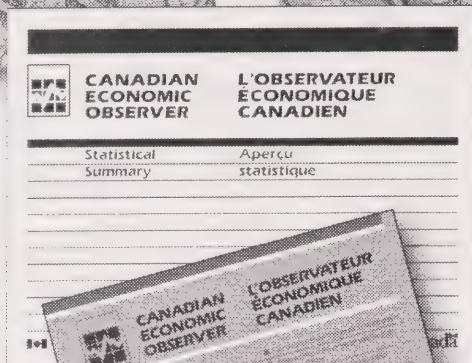 CANADIAN
ECONOMIC
OBSERVER
L'OBSERVATEUR
ÉCONOMIQUE
CANADIEN
Statistical
Summary
Aperçu
statistique
CANADIAN
ECONOMIC
OBSERVER
L'OBSERVATEUR
ÉCONOMIQUE
CANADIEN